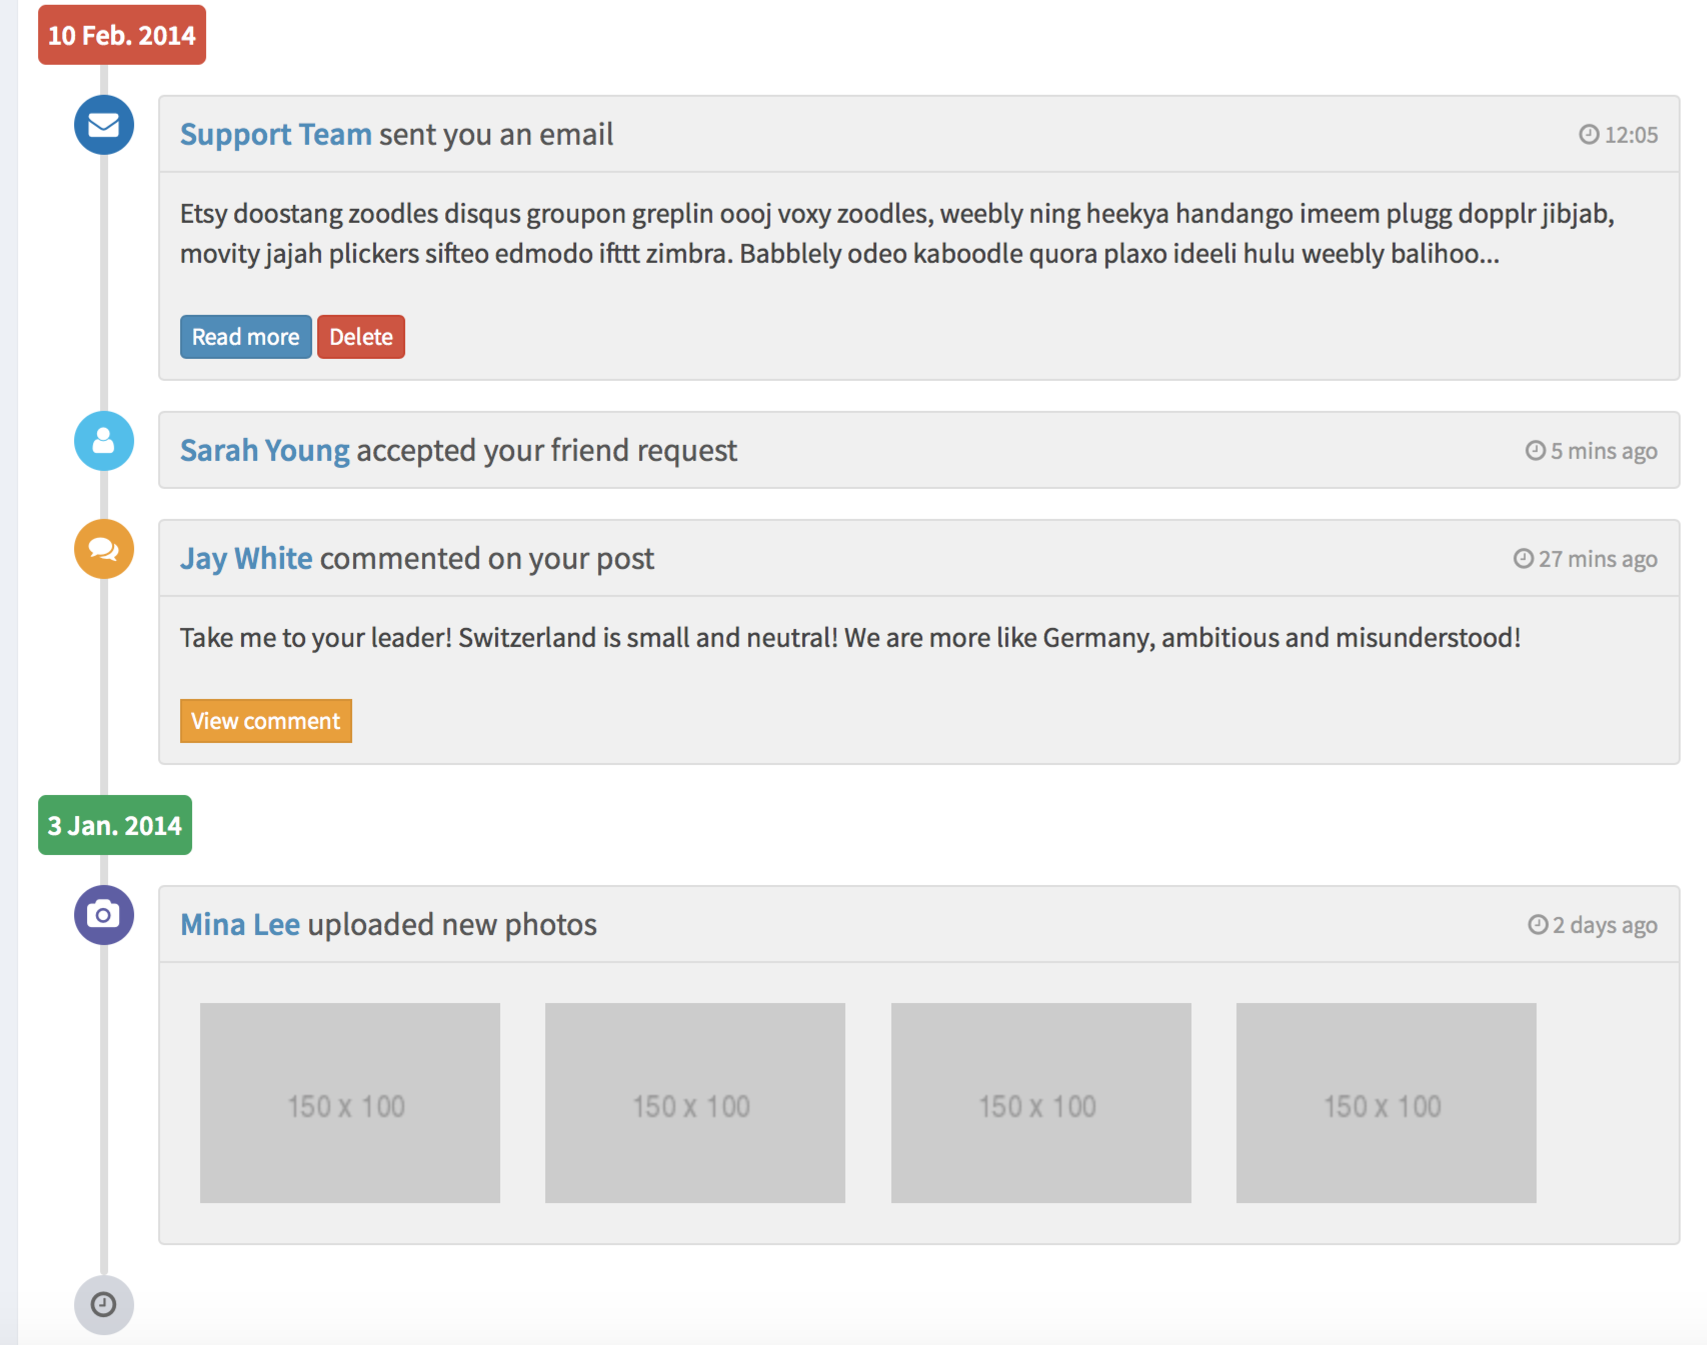 10 Feb. 2014
Support Team sent you an email
12:05
Etsy doostang zoodles disqus groupon greplin oooj voxy zoodles, weebly ning heekya handango imeem plugg dopplr jibjab,
movity jajah plickers sifteo edmodo ifttt zimbra. Babblely odeo kaboodle quora plaxo ideeli hulu weebly balihoo...
Read more Delete
Sarah Young accepted your friend request
5 mins ago
Jay White commented on your post
27 mins ago
Take me to your leader! Switzerland is small and neutral! We are more like Germany, ambitious and misunderstood!
View comment
3 Jan. 2014
Mina Lee uploaded new photos
2 days ago
150 x 100
150 x 100
150 x 100
150 x 100